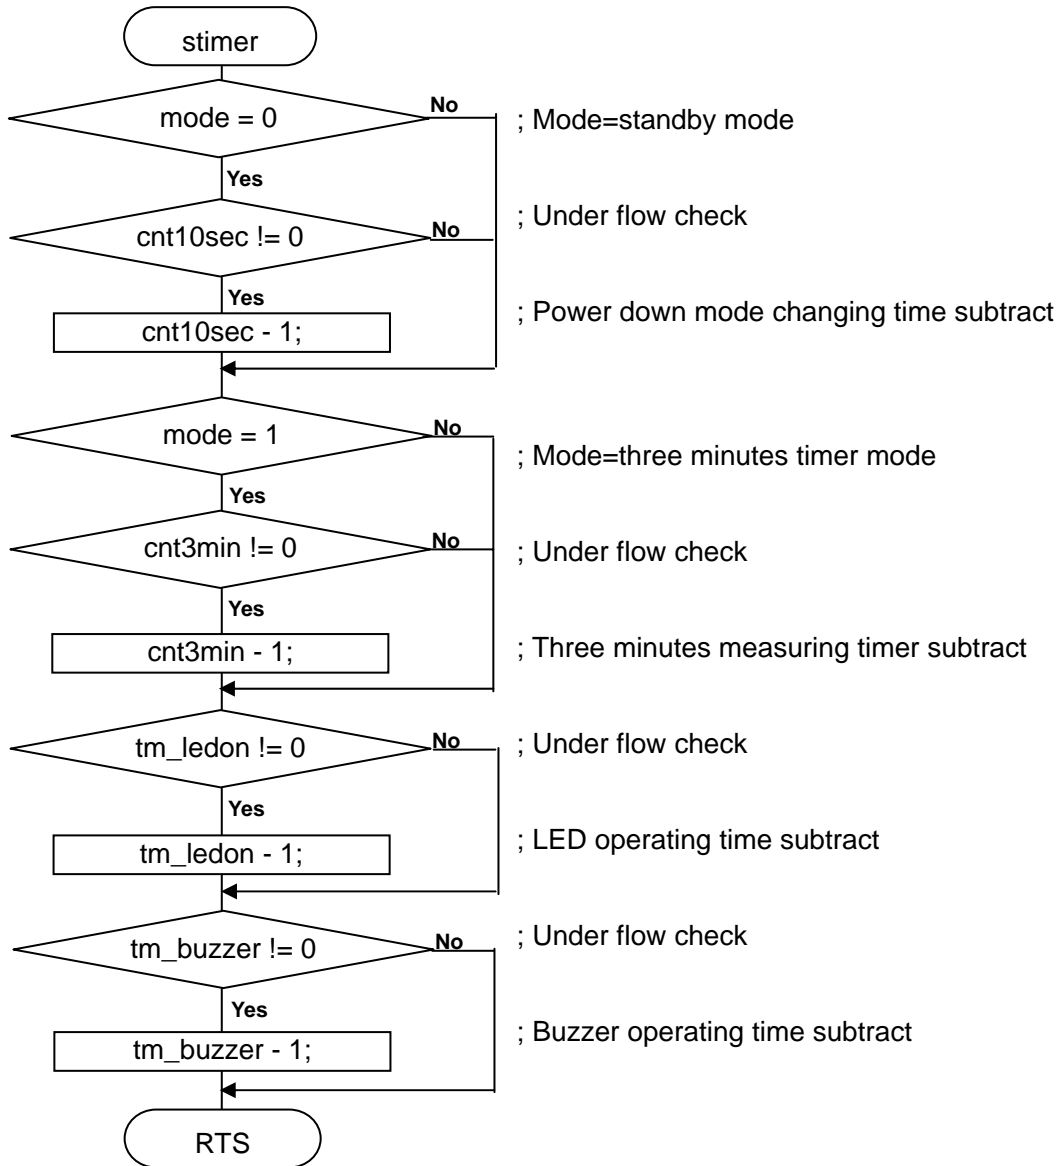 stimer
mode = 0
No
; Mode=standby mode
Yes
cnt10sec != 0
No
; Under flow check
Yes
cnt10sec - 1;
; Power down mode changing time subtract
mode = 1
No
; Mode=three minutes timer mode
Yes
cnt3min != 0
No
; Under flow check
Yes
cnt3min - 1;
; Three minutes measuring timer subtract
tm_ledon != 0
No
; Under flow check
Yes
tm_ledon - 1;
; LED operating time subtract
tm_buzzer != 0
No
; Under flow check
Yes
tm_buzzer - 1;
; Buzzer operating time subtract
RTS